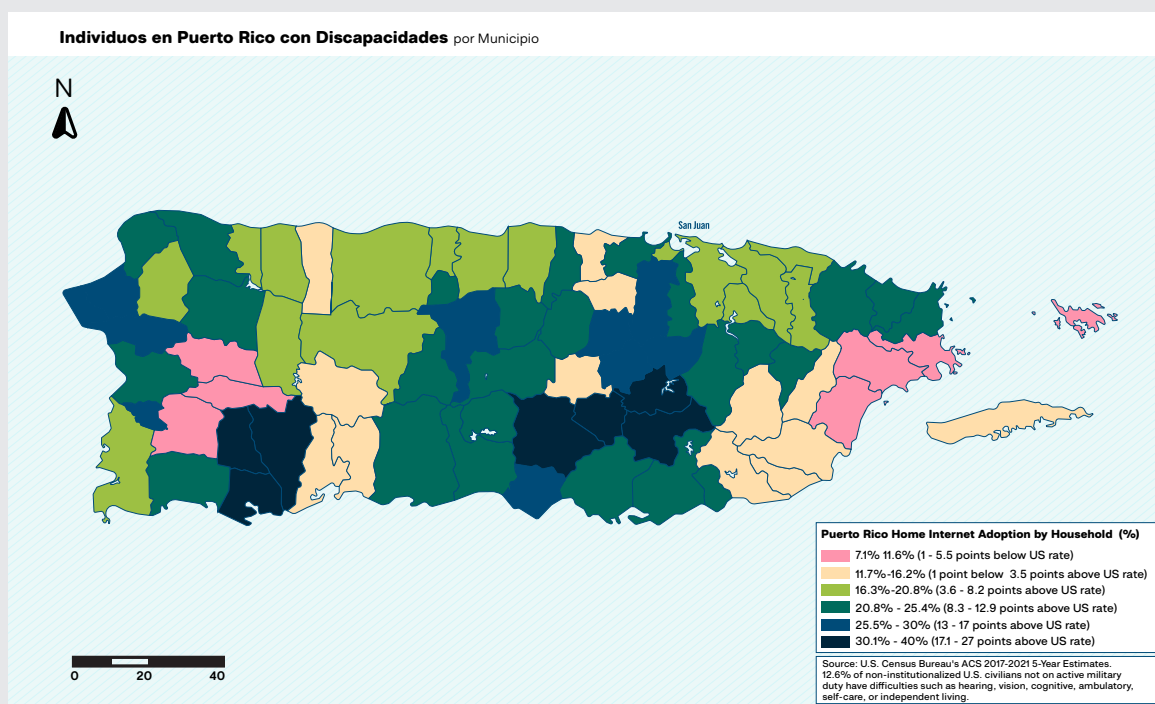 Individuos en Puerto Rico con Discapacidades por Municipio
N
San Juan
Puerto Rico Home Internet Adoption by Household (%)
7.1% 11.6% (1 - 5.5 points below US rate)
11.7%-16.2% (1 point below 3.5 points above US rate)
16.3%-20.8% (3.6 - 8.2 points above US rate)
20.8% - 25.4% (8.3 - 12.9 points above US rate)
25.5% - 30% (13 - 17 points above US rate)
30.1% - 40% (17.1 - 27 points above US rate)
Source: U.S. Census Bureau's ACS 2017-2021 5-Year Estimates.
12.6% of non-institutionalized U.S. civilians not on active military
duty have difficulties such as hearing, vision, cognitive, ambulatory,
self-care, or independent living.
0 20 40